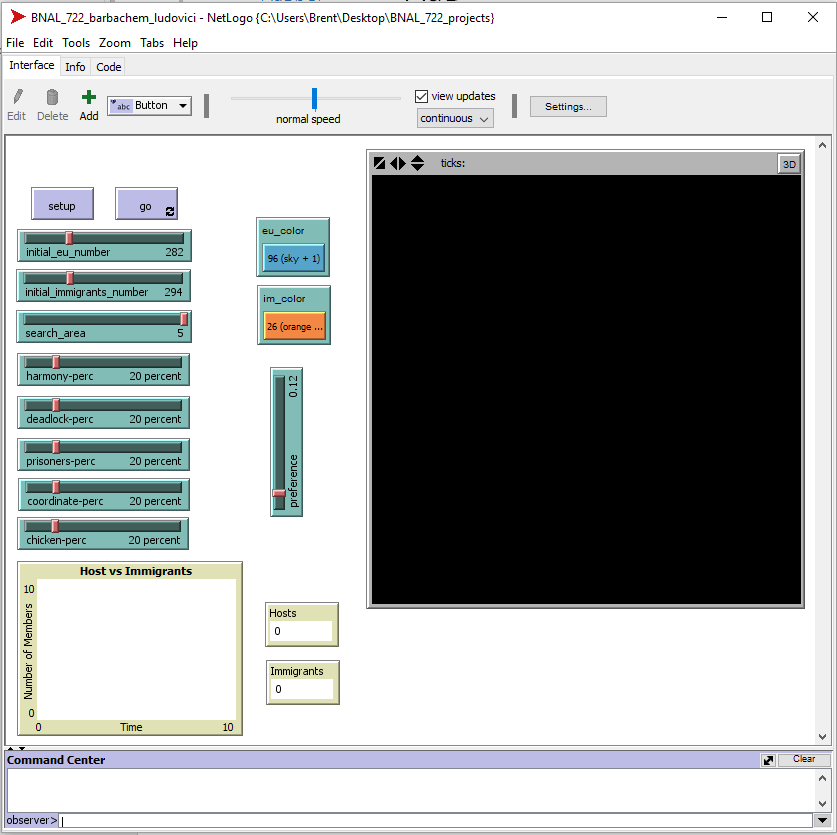 BNAL_722_barbachem_ludovici - NetLogo {C:\Users\Brent\Desktop\BNAL_722_projects}
File Edit Tools Zoom Tabs Help
Interface Info Code
Edit Delete Add abc Button normal speed view updates continuous Settings...
ticks: 3D
setup go
initial_eu_number 282
initial_immigrants_number 294
search_area 5
harmony-perc 20 percent
deadlock-perc 20 percent
prisoners-perc 20 percent
coordinate-perc 20 percent
chicken-perc 20 percent
eu_color
96 (sky + 1)
im_color
26 (orange ...
preference 0.12
Host vs Immigrants
10
Number of Members
0
0 Time 10
Hosts
0
Immigrants
0
Command Center Clear
observer>